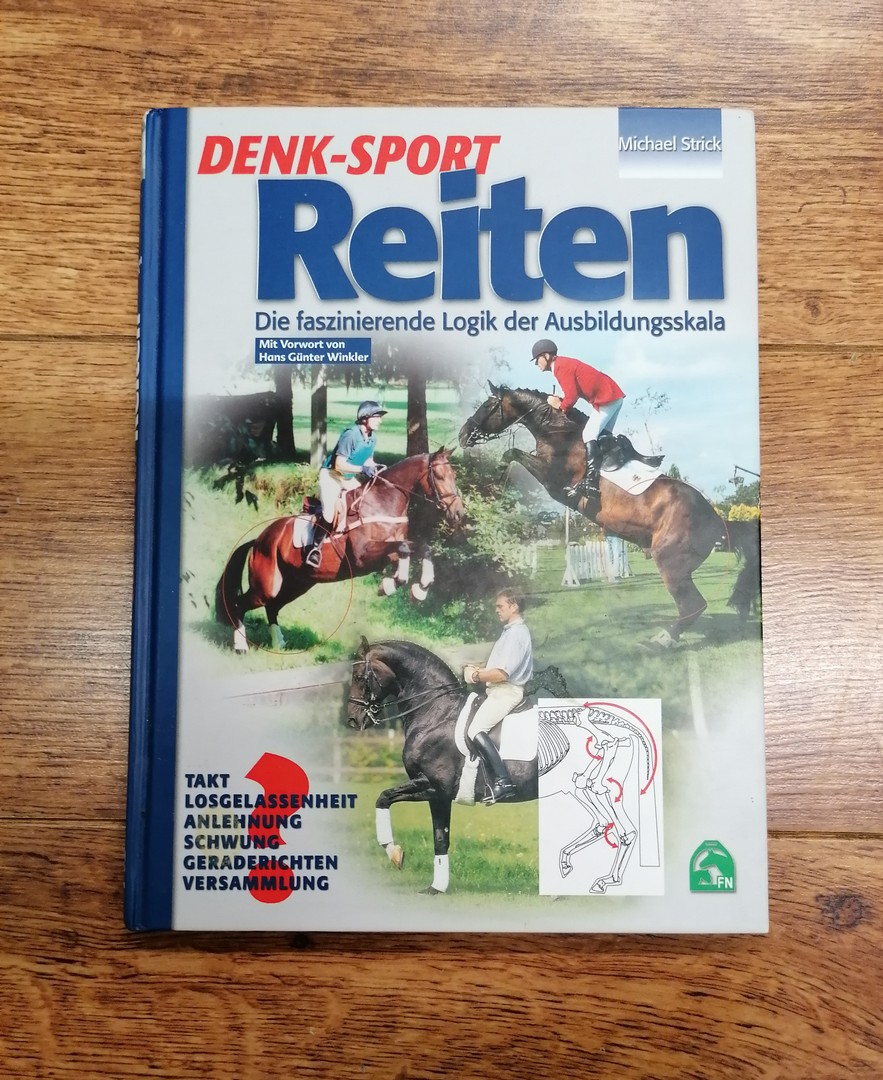 DENK-SPORT
Michael Strick
Reiten
Die faszinierende Logik der Ausbildungsskala
Mit Vorwort von
Hans Günter Winkler
TAKT
LOSGELASSENHEIT
ANLEHNUNG
SCHWUNG
GERADERICHTEN
VERSAMMLUNG
FN